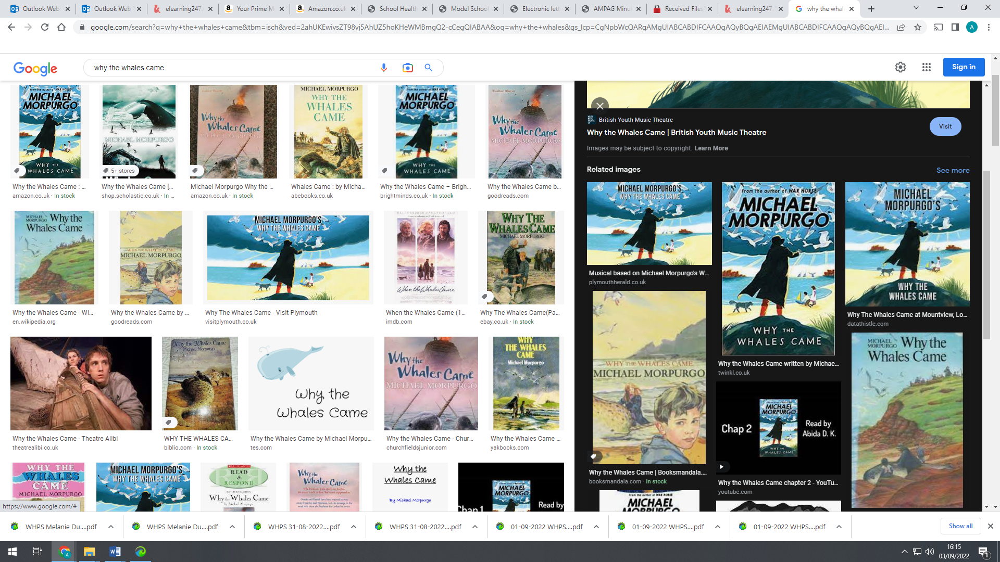 Outlook Web
Outlook Web
elearning247.
Your Prime M
Amazon.co.uk
School Health
Model School
Electronic lett
AMPAG Minu
Received Files
elearning247.
why the whal
google.com/search?q=why+the+whales+came&tbm=isch&ved=2ahUKEwivsZT98vj5AhUZ5hoKHeWMBmgQ2-cCegQIABAA&oq=why+the+whales&gs_lcp=CgNpbWcQARgAMgUIABCABDIFCAAQgAQyBQgAEIAEMgUIABCABDIFCAAQgAQyBQgAEI...
A
Google
why the whales came
Sign in
From the author of WAR HORSE
MICHAEL
MORPURGO
WHY THE
WHALES CAME
Why the Whales Came : ...
amazon.co.uk · In stock
MICHAEL MORPURGO
5+ stores
Why the Whales Came [...
shop.scholastic.co.uk · In ...
Why the
Whales Came
MICHAEL MORPURGO
Michael Morpurgo Why the ...
amazon.co.uk · In stock
MICHAEL MORPURGO
WHY THE
WHALES
CAME
Whales Came : by Micha...
abebooks.co.uk
MICHAEL
MORPURGO
WHY THE
WHALES CAME
Why the Whales Came – Brigh...
brightminds.co.uk · In stock
Why the
Whales Came
MICHAEL MORPURGO
Why the Whales Came b...
goodreads.com
MICHAEL
MORPURGO
Why the
Whales Came
Why the Whales Came - Wi...
en.wikipedia.org
WHY THE WHALES CAME
MICHAEL MORPURGO
Why the Whales Came by ...
goodreads.com
MICHAEL MORPURGO'S
WHY THE WHALES CAME
Why The Whales Came - Visit Plymouth
visitplymouth.co.uk
When the Whales Came
When the Whales Came (1...
imdb.com
WHY THE
WHALES CAME
MICHAEL MORPURGO
Why The Whales Came(Pa...
ebay.co.uk · In stock
Why the Whales Came - Theatre Alibi
theatrealibi.co.uk
Why the Whales Came
Michael Morpurgo
WHY THE WHALES CA...
biblio.com · In stock
Why the
Whales Came
Why the Whales Came by Michael Morpu...
tes.com
Why the
Whales Came
MICHAEL MORPURGO
Why the Whales Came - Chur...
churchfieldsjunior.com
WHY
THE WHALES
CAME
Michael Morpurgo
Why the Whales Came ...
yakbooks.com
WHY THE
WHALES
CAME
MICHAEL MORPURGO
MICHAEL MORPURGO'S
WHY THE WHALES CAME
SCHOLASTIC
READ
&
RESPOND
Why the Whales Came
by Michael Morpurgo
Why the
Whales Came
Why the
Whales Came
By Michael Morpurgo
Chap 1
MICHAEL
MORPURGO
Read by
https://www.google.com/#
British Youth Music Theatre
Why the Whales Came | British Youth Music Theatre
Visit
Images may be subject to copyright. Learn More
Related images
See more
MICHAEL MORPURGO'S
WHY THE WHALES CAME
Musical based on Michael Morpurgo's W...
plymouthherald.co.uk
From the author of WAR HORSE
MICHAEL
MORPURGO
WHY THE
WHALES CAME
Why the Whales Came written by Michae...
twinkl.co.uk
MICHAEL
MORPURGO'S
WHY THE
WHALES CAME
Why The Whales Came at Mountview, Lo...
datathistle.com
WHY THE WHALES CAME
MICHAEL MORPURGO
Why the Whales Came | Booksmandala....
booksmandala.com · In stock
Chap 2
MICHAEL
MORPURGO
WHY THE
WHALES CAME
Read by
Abida D. K.
Why the Whales Came chapter 2 - YouTu...
youtube.com
MICHAEL
MORPURGO
Why the
Whales Came
MICHAEL
MORPURGO
WHPS Melanie Du....pdf
WHPS Melanie Du....pdf
WHPS 31-08-2022....pdf
WHPS 31-08-2022....pdf
01-09-2022 WHPS....pdf
01-09-2022 WHPS....pdf
01-09-2022 WHPS....pdf
Show all
16:15
03/09/2022
1